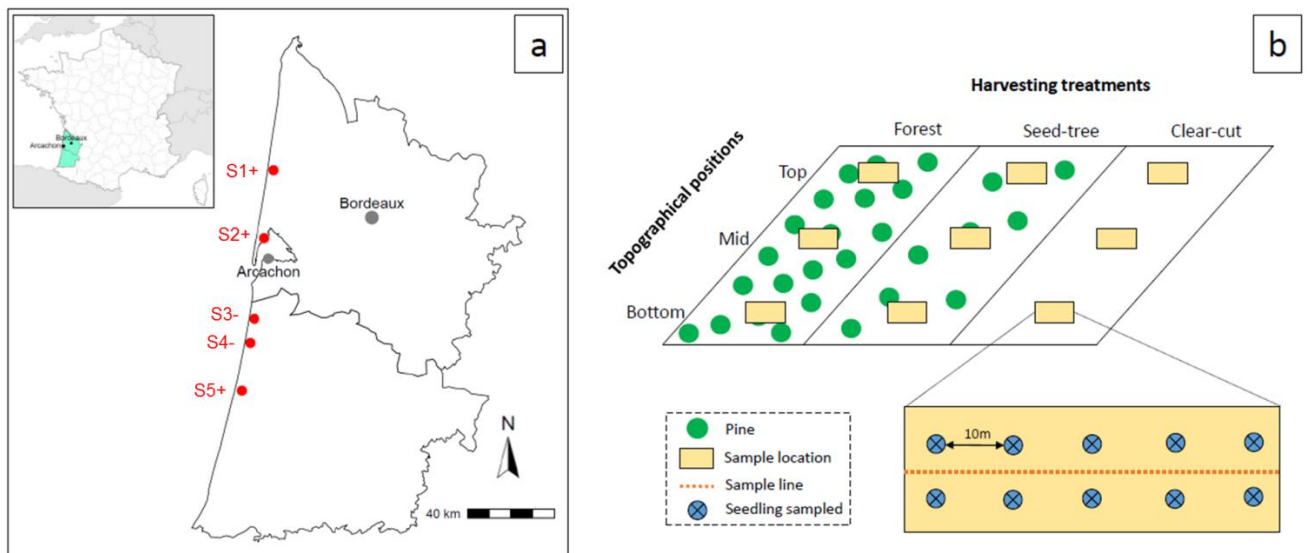 a
Bordeaux
Arcachon
S1+
Bordeaux
S2+
Arcachon
S3-
S4-
S5+
N
40 km
b
Harvesting treatments
Topographical positions
Forest
Seed-tree
Clear-cut
Top
Mid
Bottom
Pine
Sample location
Sample line
Seedling sampled
10m